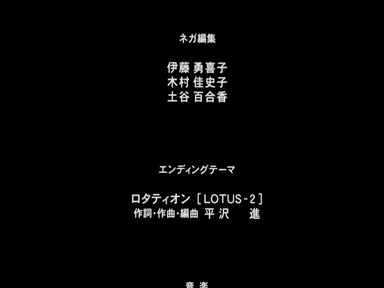 ネガ編集
伊藤 勇喜子
木村 佳史子
土谷 百合香
エンディングテーマ
ロタティオン [LOTUS-2]
作詞・作曲・編曲 平沢 進
音 楽